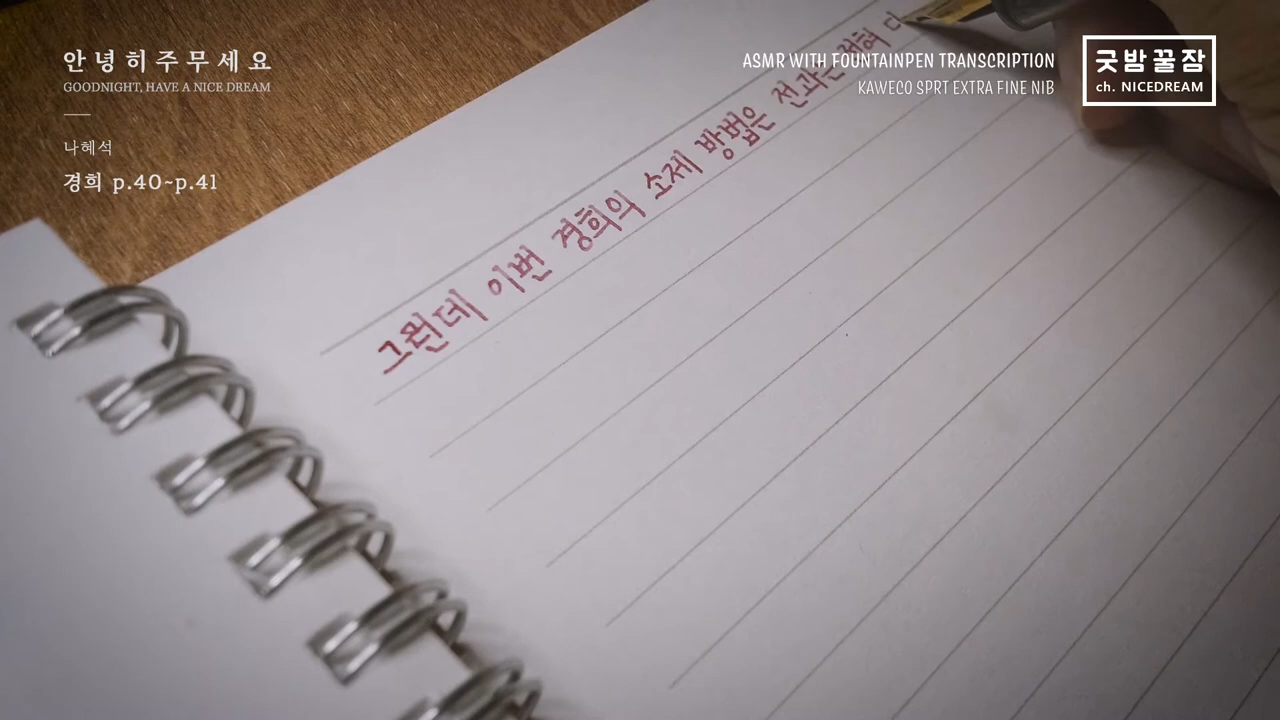 안녕히주무세요
GOODNIGHT, HAVE A NICE DREAM
나혜석
경희 p.40~p.41
ASMR WITH FOUNTAINPEN TRANSCRIPTION
KAWECO SPRT EXTRA FINE NIB
굿밤꿀잠
ch. NICEDREAM
그런데 이번 경희의 소제 방법은 전과는 전혀 다